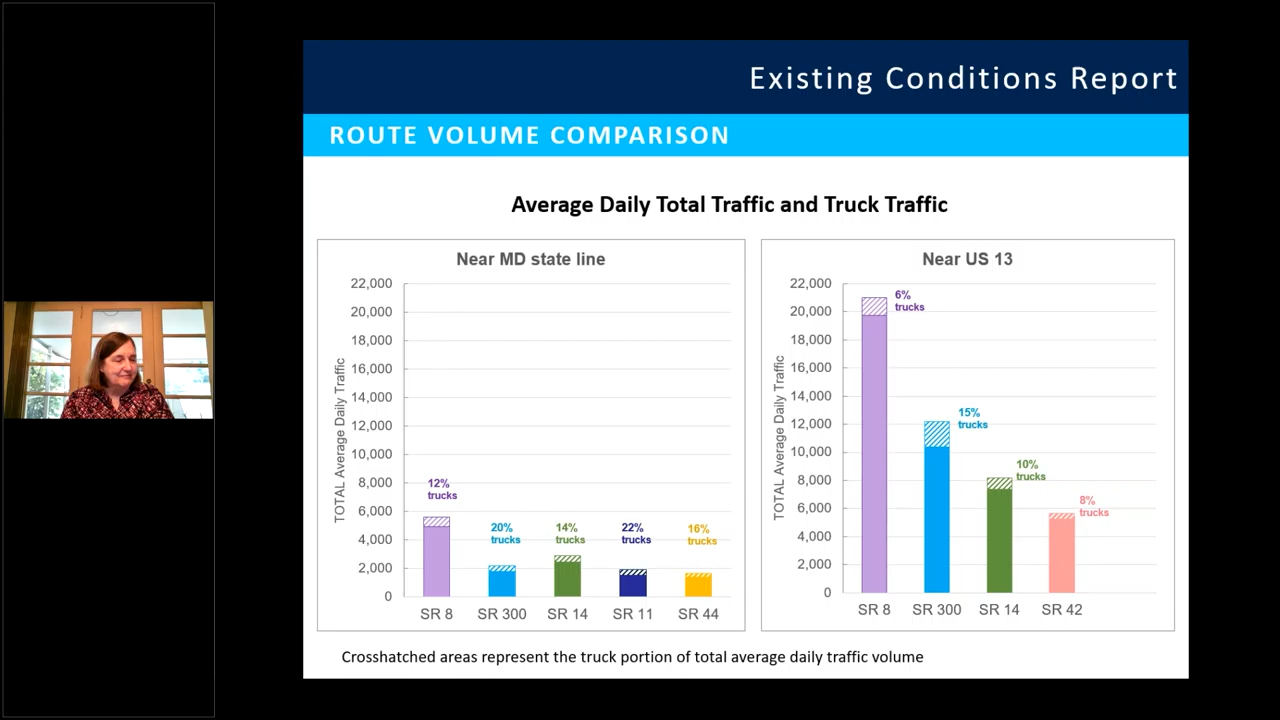 Existing Conditions Report
ROUTE VOLUME COMPARISON
Average Daily Total Traffic and Truck Traffic
Near MD state line
TOTAL Average Daily Traffic
22,000
20,000
18,000
16,000
14,000
12,000
10,000
8,000
6,000
4,000
2,000
0
12%
trucks
20%
trucks
14%
trucks
22%
trucks
16%
trucks
SR 8 SR 300 SR 14 SR 11 SR 44
Near US 13
TOTAL Average Daily Traffic
22,000
20,000
18,000
16,000
14,000
12,000
10,000
8,000
6,000
4,000
2,000
0
6%
trucks
15%
trucks
10%
trucks
8%
trucks
SR 8 SR 300 SR 14 SR 42
Crosshatched areas represent the truck portion of total average daily traffic volume